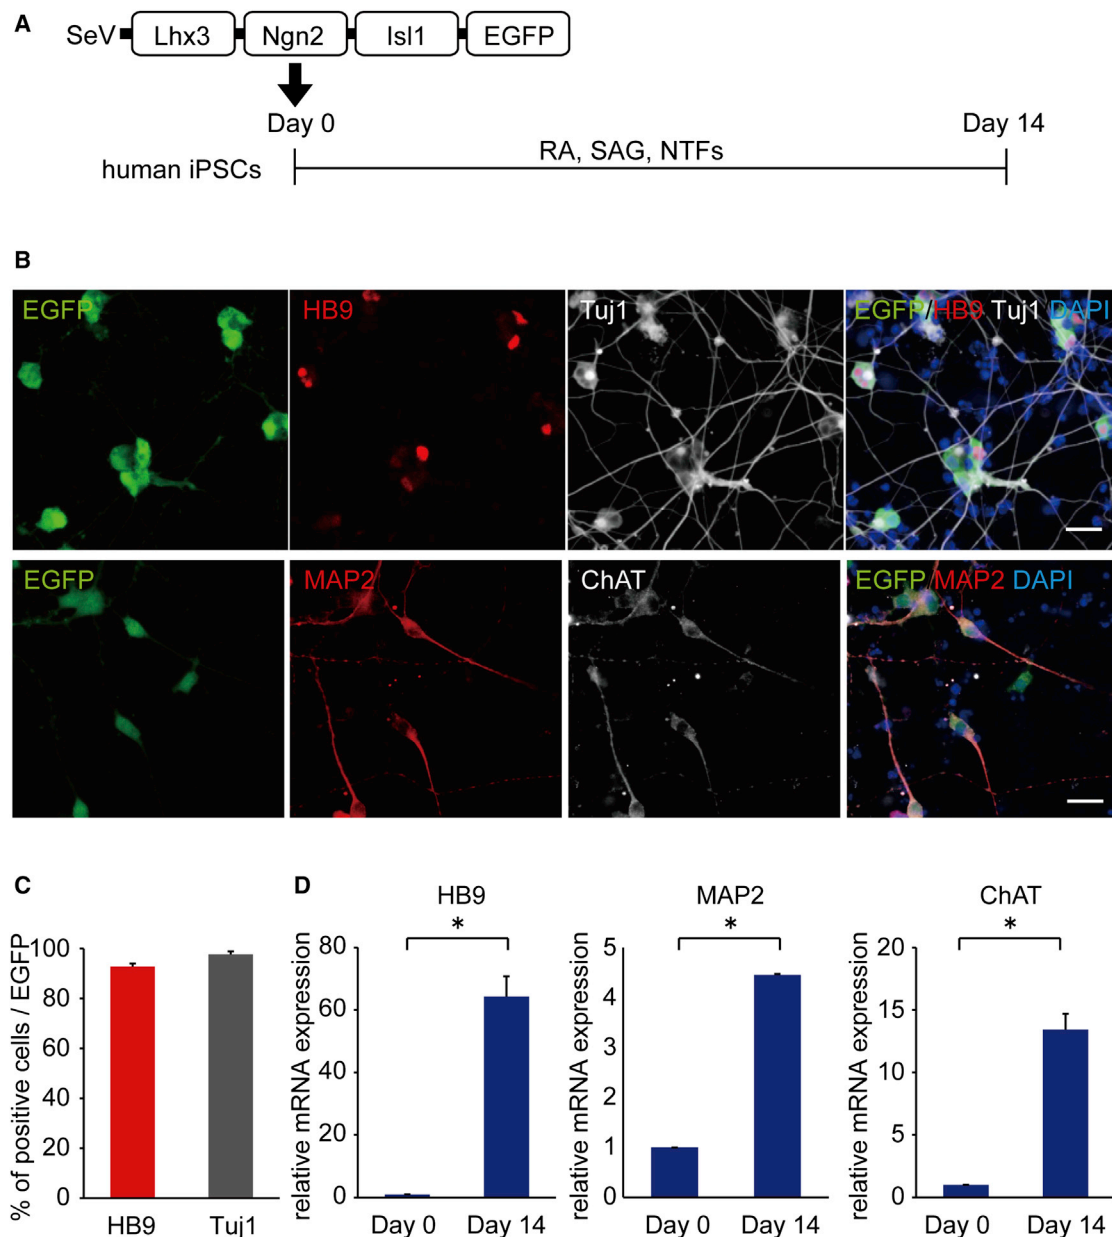 A
SeV Lhx3 Ngn2 Isl1 EGFP
Day 0 Day 14
human iPSCs RA, SAG, NTFs
B
EGFP HB9 Tuj1 EGFP/HB9 Tuj1 DAPI
EGFP MAP2 ChAT EGFP/MAP2 DAPI
C
% of positive cells / EGFP
100
80
60
40
20
0
HB9 Tuj1
D
HB9
*
relative mRNA expression
80
60
40
20
0
Day 0 Day 14
MAP2
*
relative mRNA expression
5
4
3
2
1
0
Day 0 Day 14
ChAT
*
relative mRNA expression
20
15
10
5
0
Day 0 Day 14